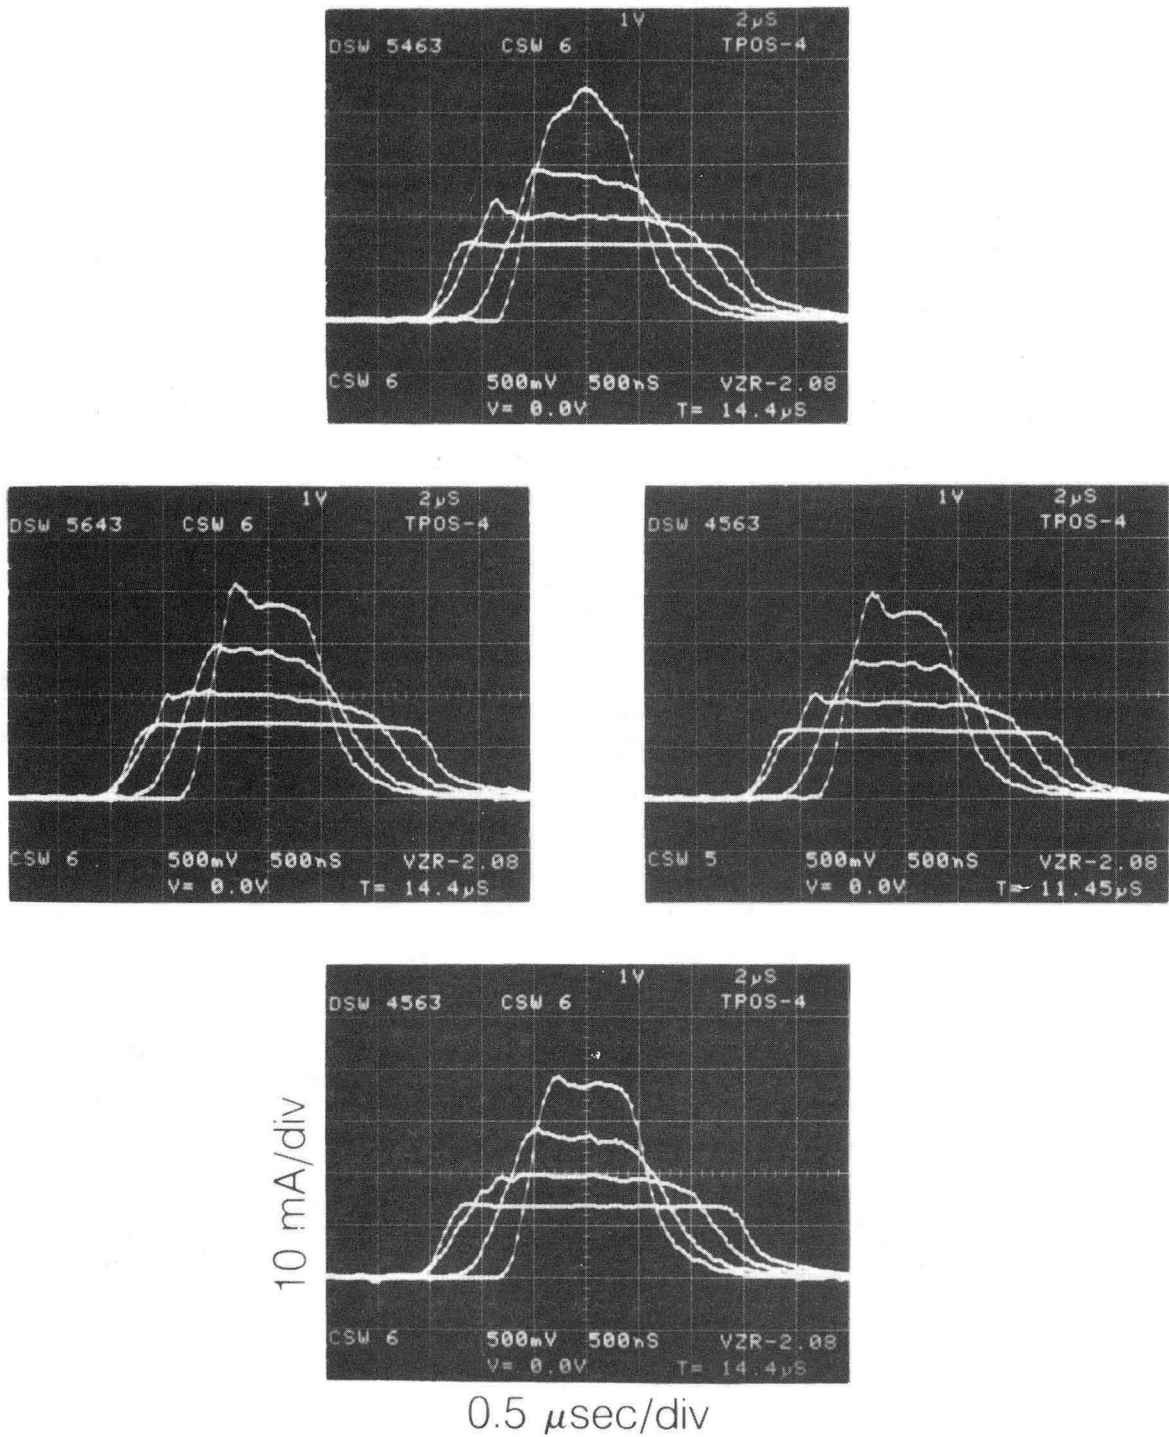 1V 2µS
DSW 5463 CSW 6 TPOS-4
CSW 6 500mV 500nS VZR-2.08
V= 0.0V T= 14.4µS
1V 2µS
DSW 5643 CSW 6 TPOS-4
CSW 6 500mV 500nS VZR-2.08
V= 0.0V T= 14.4µS
1V 2µS
DSW 4563 TPOS-4
CSW 5 500mV 500nS VZR-2.08
V= 0.0V T= 11.45µS
1V 2µS
DSW 4563 CSW 6 TPOS-4
10 mA/div
CSW 6 500mV 500nS VZR-2.08
V= 0.0V T= 14.4µS
0.5 µsec/div